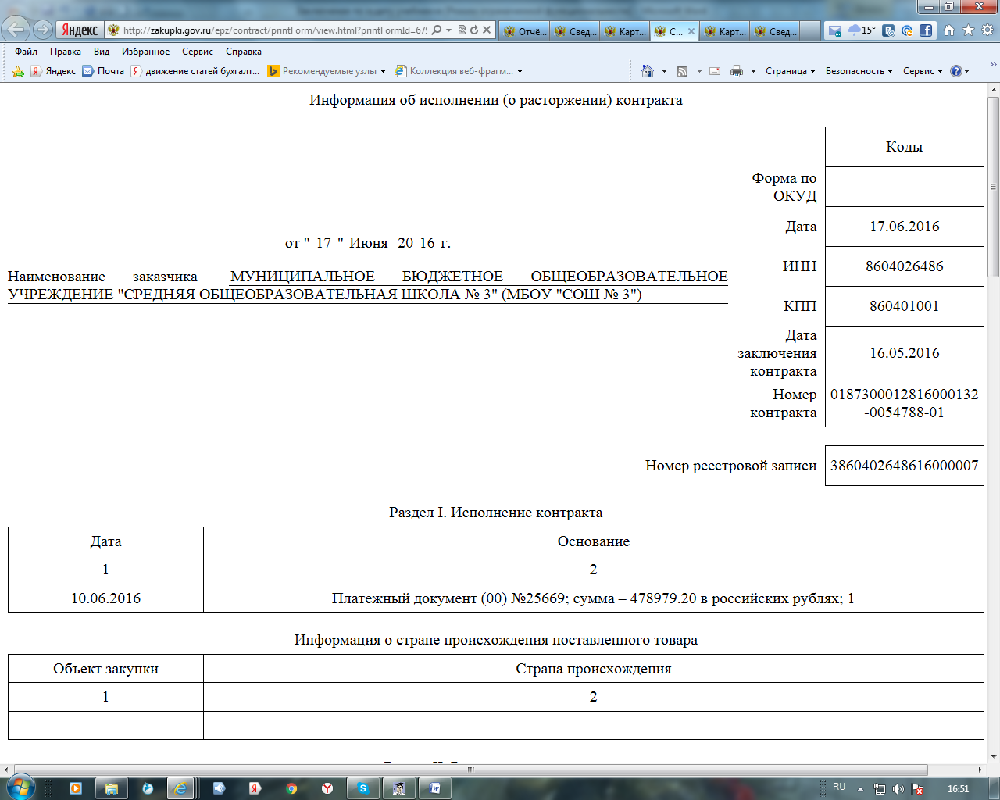 Яндекс
http://zakupki.gov.ru/epz/contract/printForm/view.html?printFormId=679
Отчё...
Свед...
Карт...
С...
Карт...
Свед...
15°
Файл Правка Вид Избранное Сервис Справка
Яндекс Почта движение статей бухгалт... Рекомендуемые узлы Коллекция веб-фрагм... Страница Безопасность Сервис
Информация об исполнении (о расторжении) контракта
Коды
Форма по
ОКУД
Дата 17.06.2016
от " 17 " Июня 20 16 г.
ИНН 8604026486
Наименование заказчика МУНИЦИПАЛЬНОЕ БЮДЖЕТНОЕ ОБЩЕОБРАЗОВАТЕЛЬНОЕ
УЧРЕЖДЕНИЕ "СРЕДНЯЯ ОБЩЕОБРАЗОВАТЕЛЬНАЯ ШКОЛА № 3" (МБОУ "СОШ № 3")
КПП 860401001
Дата
заключения
контракта
16.05.2016
Номер
контракта
0187300012816000132
-0054788-01
Номер реестровой записи 3860402648616000007
Раздел I. Исполнение контракта
Дата Основание
1 2
10.06.2016 Платежный документ (00) №25669; сумма – 478979.20 в российских рублях; 1
Информация о стране происхождения поставленного товара
Объект закупки Страна происхождения
1 2
RU 16:51